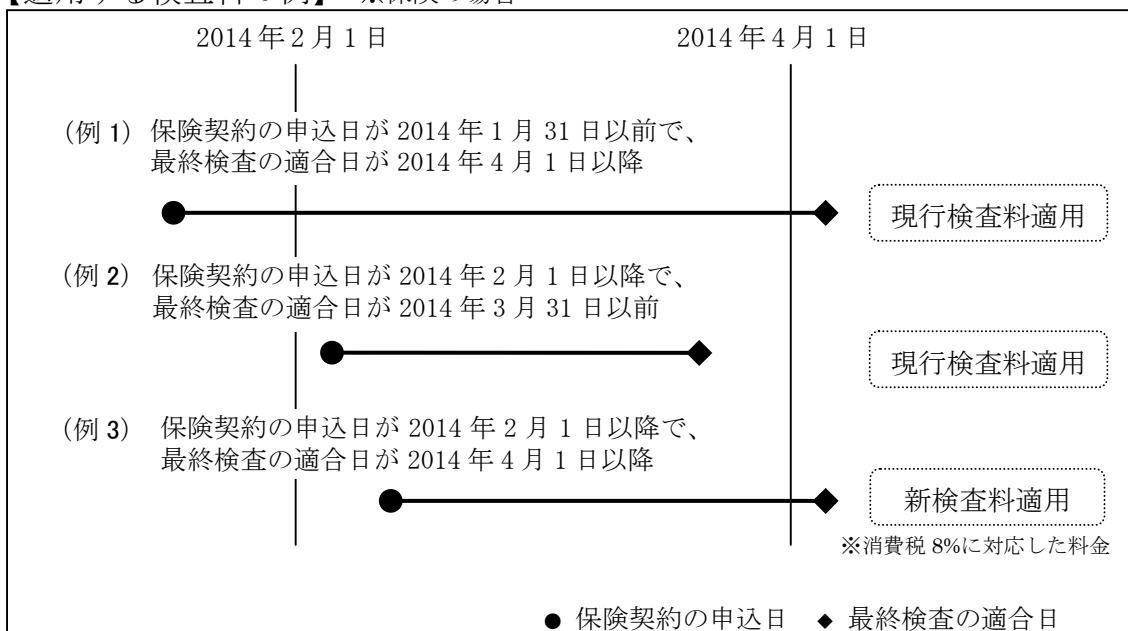 【適用する検査料の例】 ※保険の場合
2014年2月1日 2014年4月1日
(例1) 保険契約の申込日が2014年1月31日以前で、
最終検査の適合日が2014年4月1日以降
現行検査料適用
(例2) 保険契約の申込日が2014年2月1日以降で、
最終検査の適合日が2014年3月31日以前
現行検査料適用
(例3) 保険契約の申込日が2014年2月1日以降で、
最終検査の適合日が2014年4月1日以降
新検査料適用
※消費税8%に対応した料金
● 保険契約の申込日 ◆ 最終検査の適合日